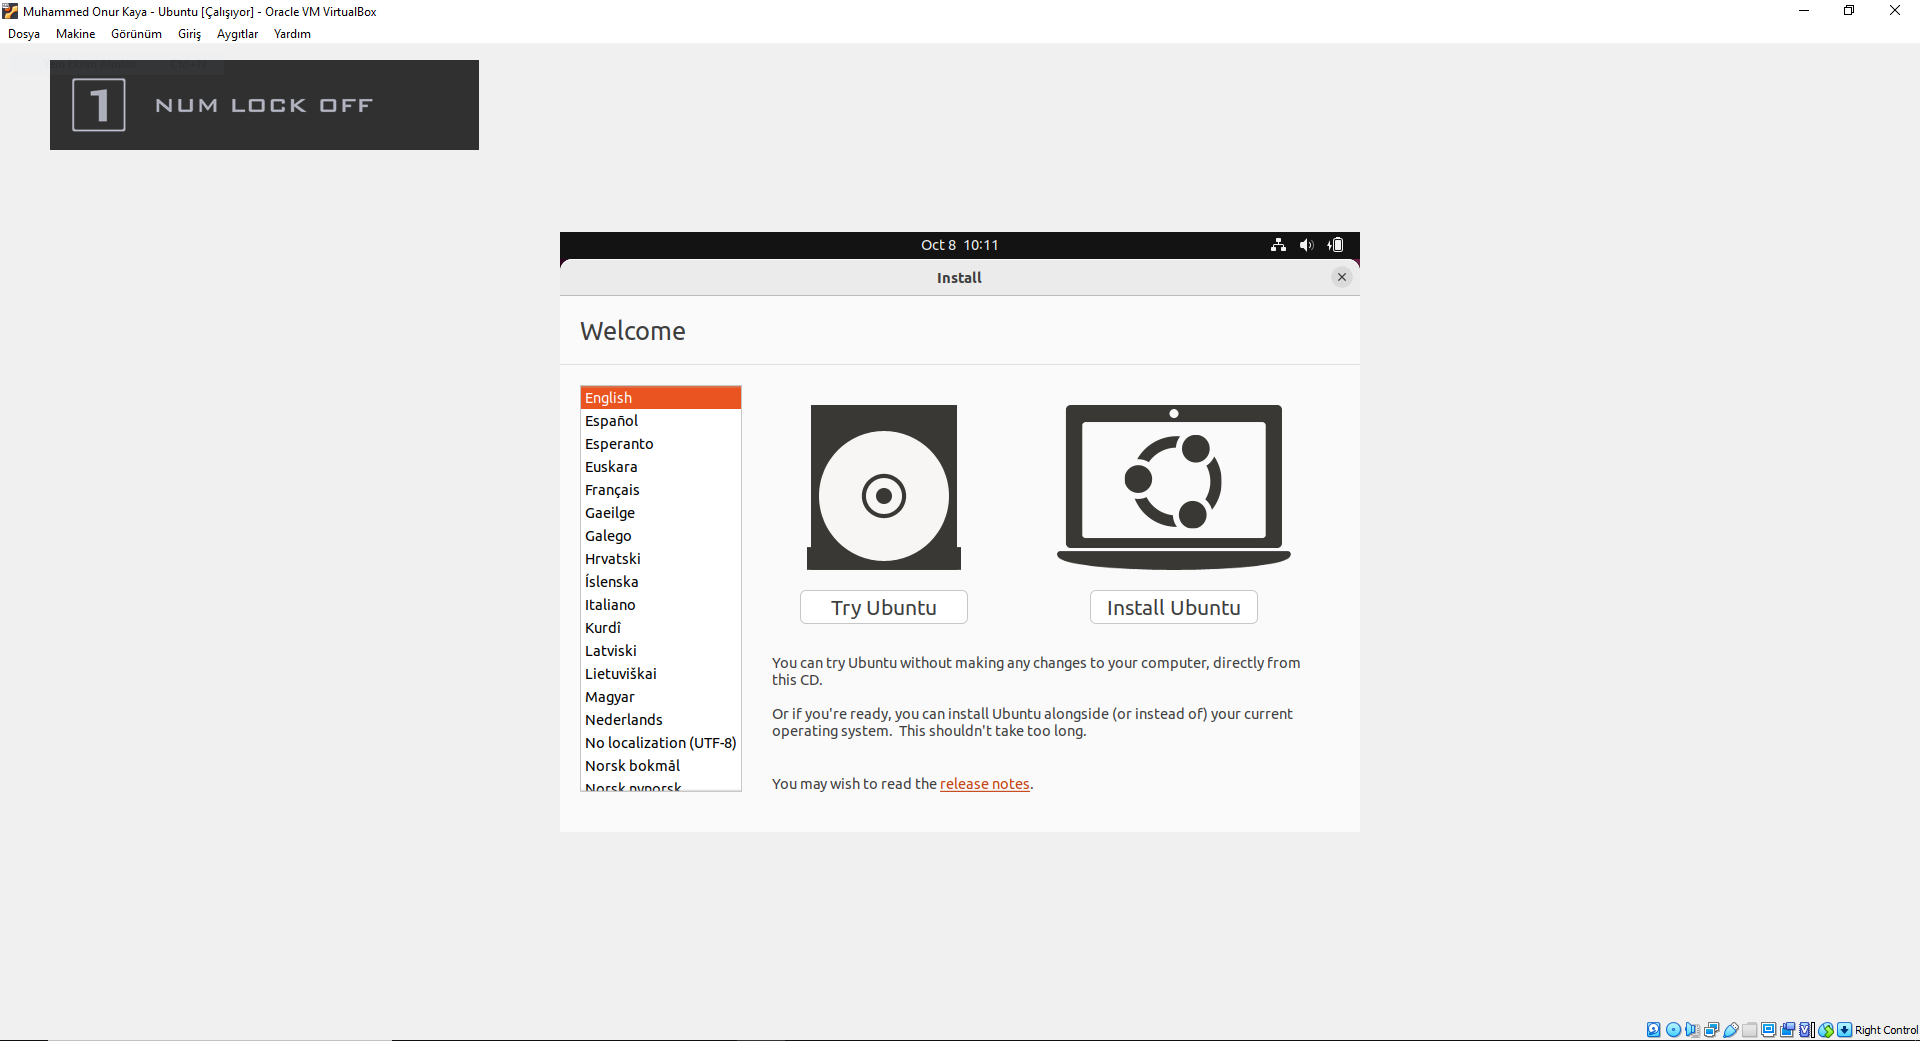 Muhammed Onur Kaya - Ubuntu [Çalışıyor] - Oracle VM VirtualBox
Dosya Makine Görünüm Giriş Aygıtlar Yardım
1 NUM LOCK OFF
Oct 8 10:11
Install
Welcome
English
Español
Esperanto
Euskara
Français
Gaeilge
Galego
Hrvatski
Íslenska
Italiano
Kurdî
Latviski
Lietuviškai
Magyar
Nederlands
No localization (UTF-8)
Norsk bokmål
Norsk nynorsk
Try Ubuntu
Install Ubuntu
You can try Ubuntu without making any changes to your computer, directly from
this CD.
Or if you're ready, you can install Ubuntu alongside (or instead of) your current
operating system. This shouldn't take too long.
You may wish to read the release notes.
Right Control